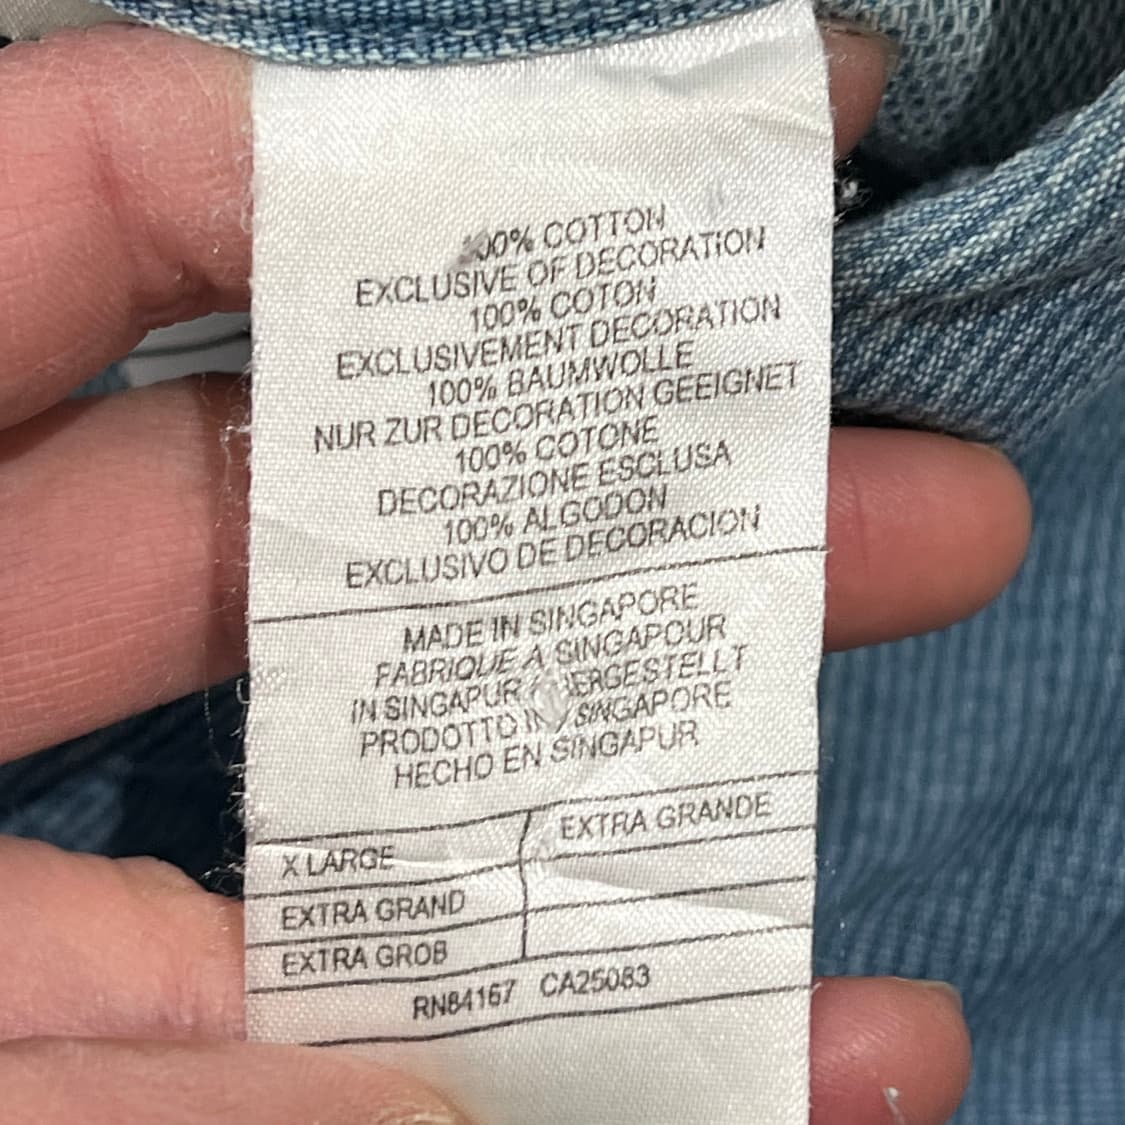 100% COTTON
EXCLUSIVE OF DECORATION
100% COTON
EXCLUSIVEMENT DECORATION
100% BAUMWOLLE
NUR ZUR DECORATION GEEIGNET
100% COTONE
DECORAZIONE ESCLUSA
100% ALGODON
EXCLUSIVO DE DECORACION
MADE IN SINGAPORE
FABRIQUE A SINGAPOUR
IN SINGAPUR
PRODOTTO IN SINGAPORE
HECHO EN SINGAPUR
EXTRA GRANDE
X LARGE
EXTRA GRAND
EXTRA GROB
RN84167 CA25083